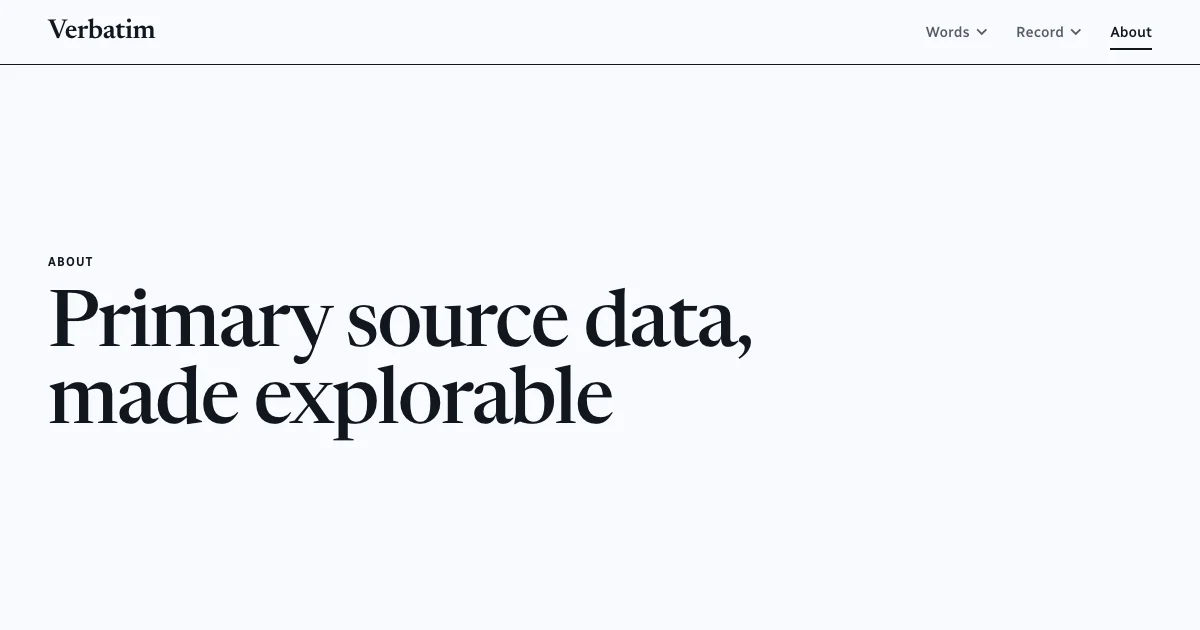 Verbatim
Words Record About
ABOUT
Primary source data,
made explorable